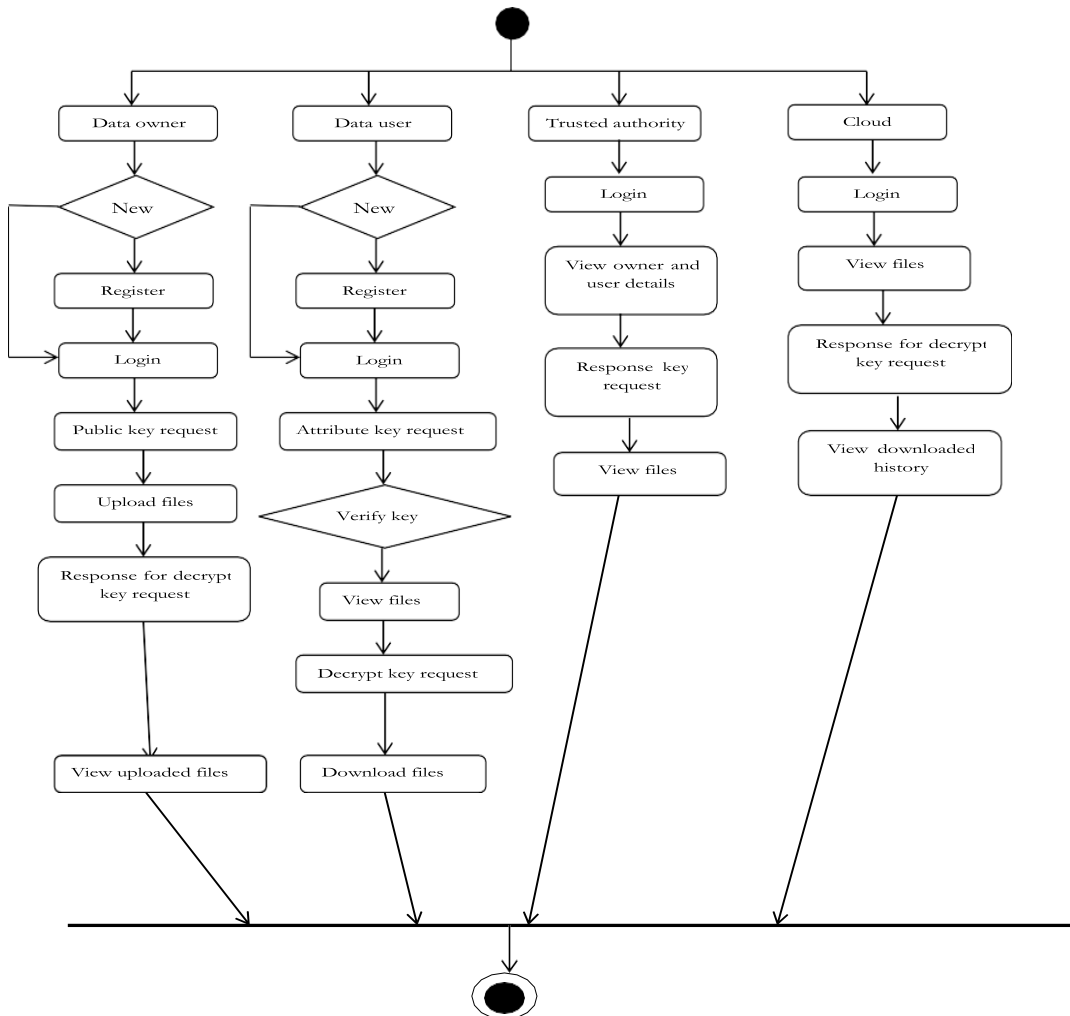 Data owner
New
Register
Login
Public key request
Upload files
Response for decrypt
key request
View uploaded files
Data user
New
Register
Login
Attribute key request
Verify key
View files
Decrypt key request
Download files
Trusted authority
Login
View owner and
user details
Response key
request
View files
Cloud
Login
View files
Response for decrypt
key request
View downloaded
history